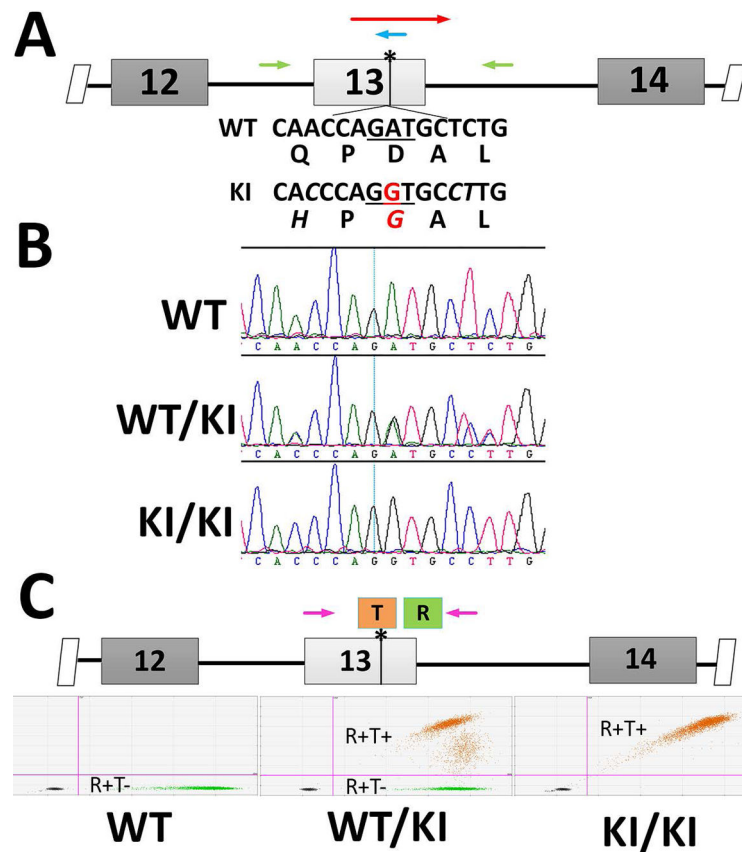 A
*
12 13 14
WT CAACCAGATGCTCTG
Q P D A L
KI CACCCAGGTGCCTTG
H P G A L
B
WT
C A A C C A G A T G C T C T G
WT/KI
C A C C C A G A T G C C T T G
KI/KI
C A C C C A G G T G C C T T G
C
T R
*
12 13 14
R+T-
R+T+
R+T-
R+T+
WT WT/KI KI/KI